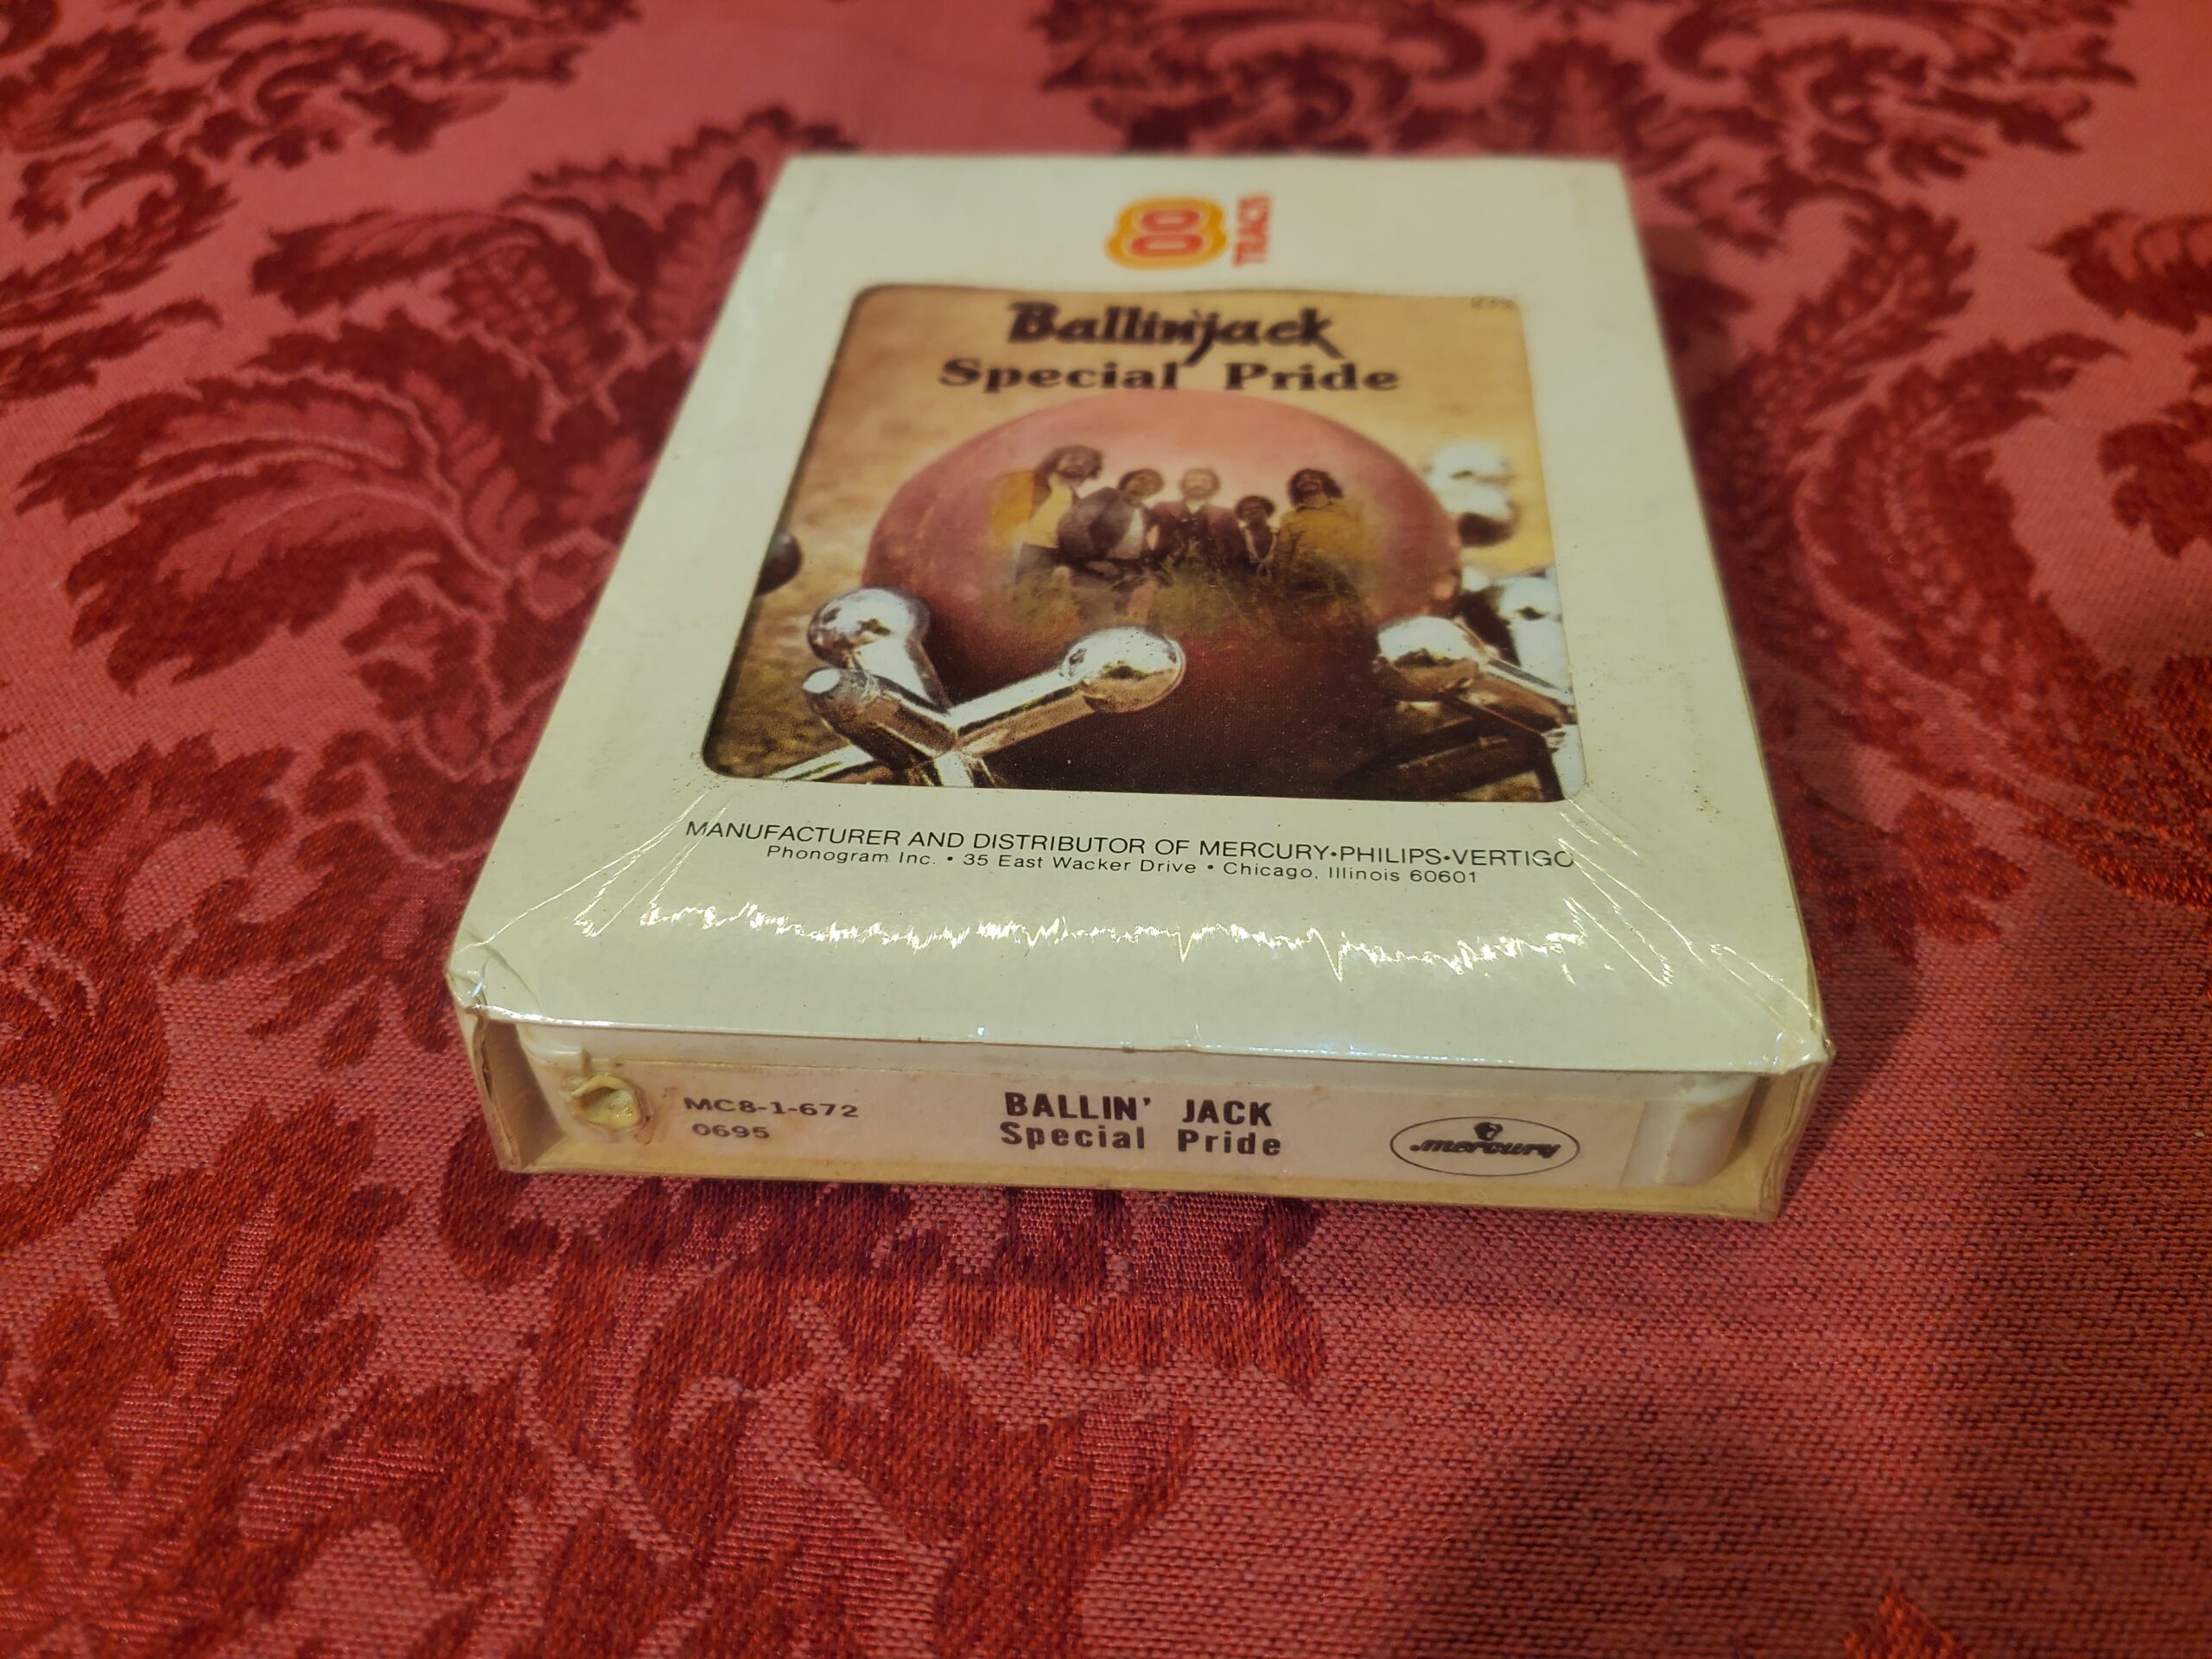 8
TRACK
Ballin'jack
Special Pride
MANUFACTURER AND DISTRIBUTOR OF MERCURY•PHILIPS•VERTIGO
Phonogram Inc. • 35 East Wacker Drive • Chicago, Illinois 60601
MC8-1-672
0695
BALLIN' JACK
Special Pride
mercury